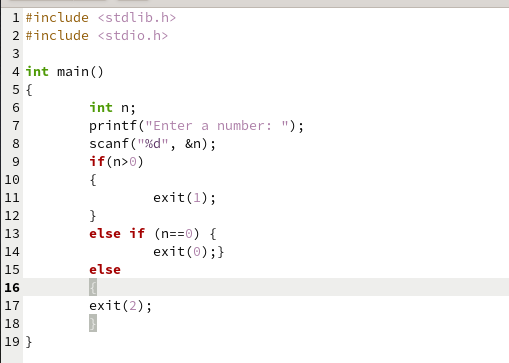 1 #include <stdlib.h>
2 #include <stdio.h>
3
4 int main()
5 {
6         int n;
7         printf("Enter a number: ");
8         scanf("%d", &n);
9         if(n>0)
10         {
11                 exit(1);
12         }
13         else if (n==0) {
14                 exit(0);}
15         else
16         {
17         exit(2);
18         }
19 }